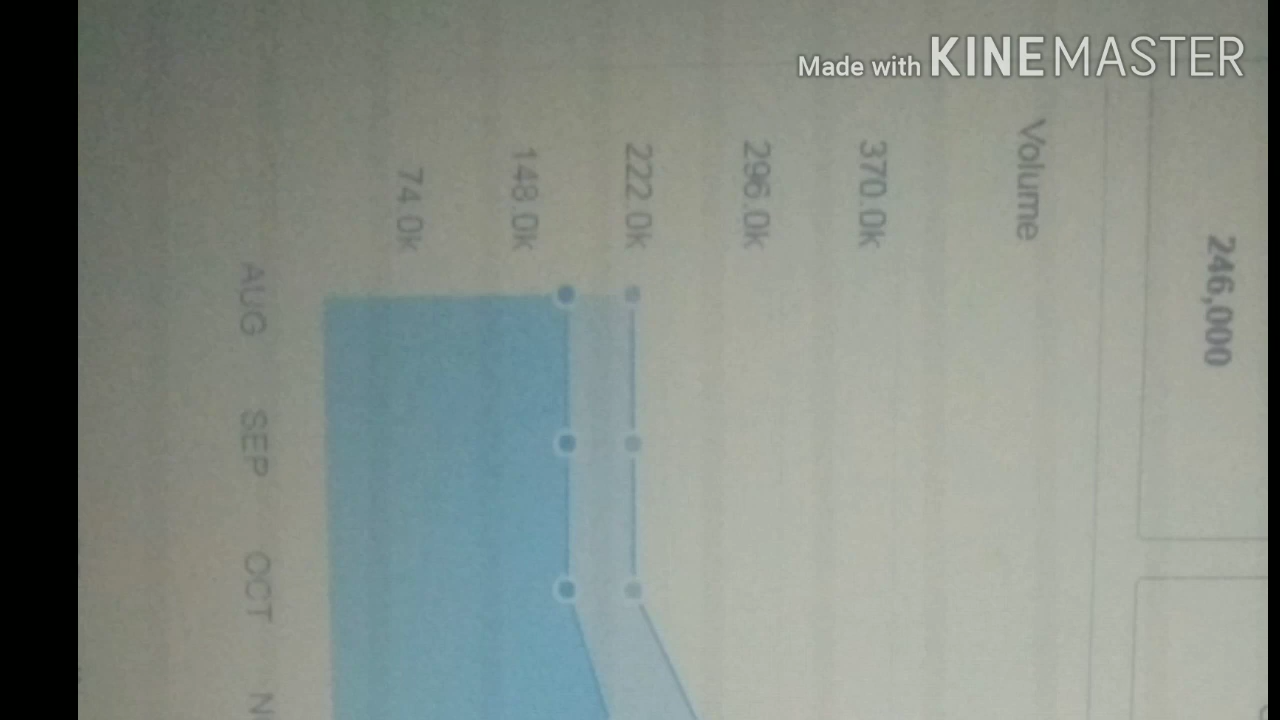 Made with KINEMASTER
246,000
Volume
370.0k
296.0k
222.0k
148.0k
74.0k
AUG SEP OCT